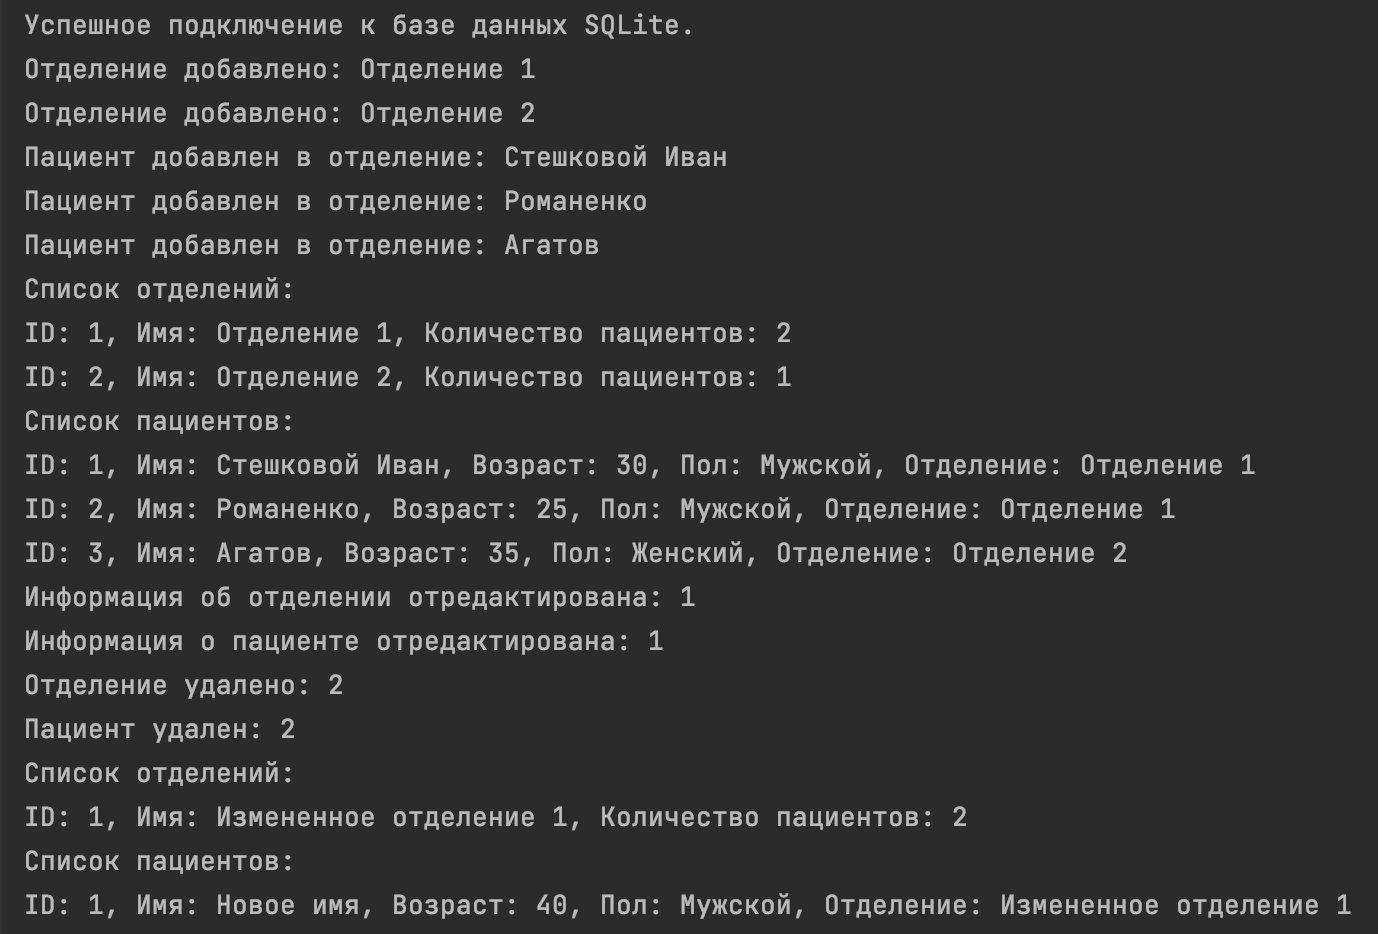 Успешное подключение к базе данных SQLite.
Отделение добавлено: Отделение 1
Отделение добавлено: Отделение 2
Пациент добавлен в отделение: Стешковой Иван
Пациент добавлен в отделение: Романенко
Пациент добавлен в отделение: Агатов
Список отделений:
ID: 1, Имя: Отделение 1, Количество пациентов: 2
ID: 2, Имя: Отделение 2, Количество пациентов: 1
Список пациентов:
ID: 1, Имя: Стешковой Иван, Возраст: 30, Пол: Мужской, Отделение: Отделение 1
ID: 2, Имя: Романенко, Возраст: 25, Пол: Мужской, Отделение: Отделение 1
ID: 3, Имя: Агатов, Возраст: 35, Пол: Женский, Отделение: Отделение 2
Информация об отделении отредактирована: 1
Информация о пациенте отредактирована: 1
Отделение удалено: 2
Пациент удален: 2
Список отделений:
ID: 1, Имя: Измененное отделение 1, Количество пациентов: 2
Список пациентов:
ID: 1, Имя: Новое имя, Возраст: 40, Пол: Мужской, Отделение: Измененное отделение 1